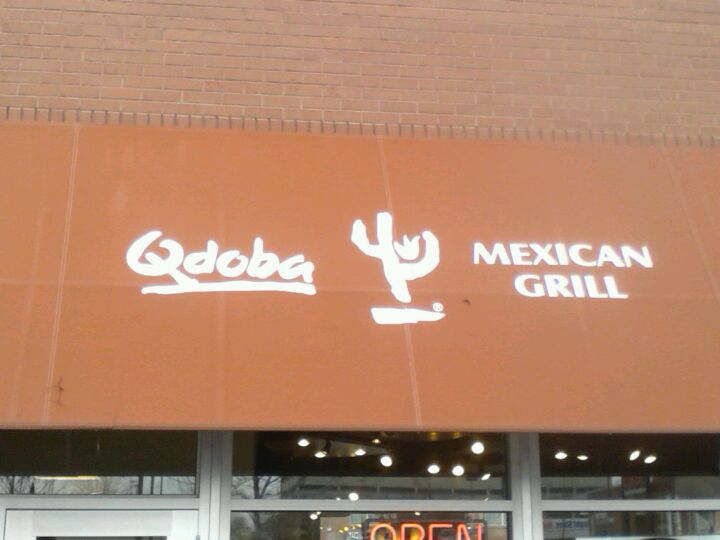 Qdoba
MEXICAN
GRILL
®
OPEN